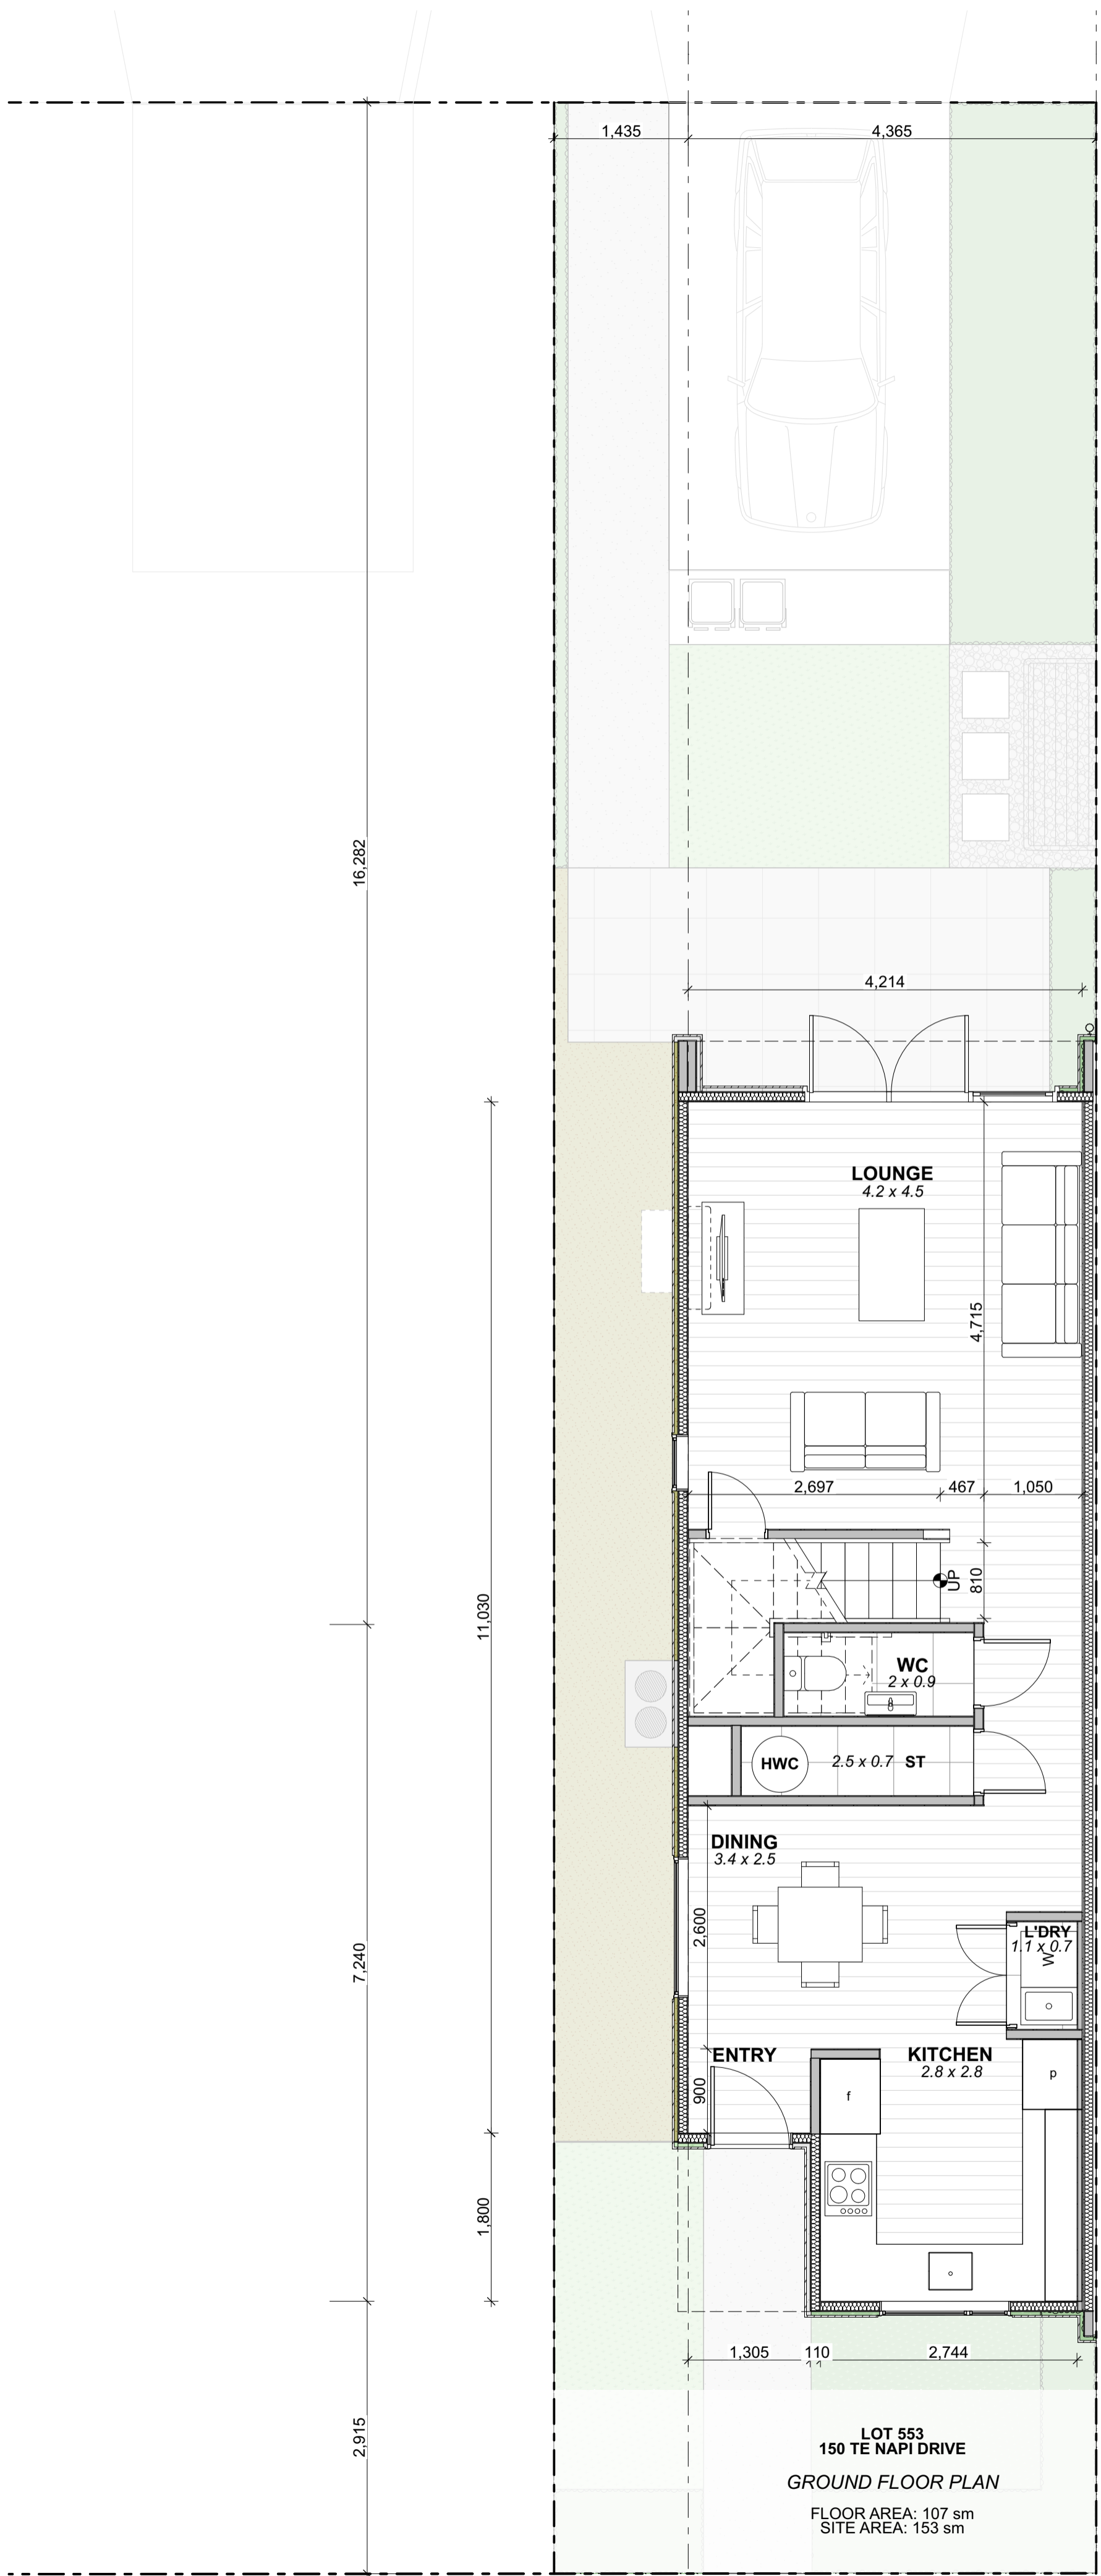 1,435
4,365
16,282
4,214
LOUNGE
4.2 x 4.5
4,715
2,697
467
1,050
UP
810
11,030
WC
2 x 0.9
HWC
2.5 x 0.7 ST
DINING
3.4 x 2.5
2,600
L'DRY
1.1 x 0.7
W
7,240
ENTRY
KITCHEN
2.8 x 2.8
900
f
p
1,800
1,305
110
2,744
2,915
LOT 553
150 TE NAPI DRIVE
GROUND FLOOR PLAN
FLOOR AREA: 107 sm
SITE AREA: 153 sm